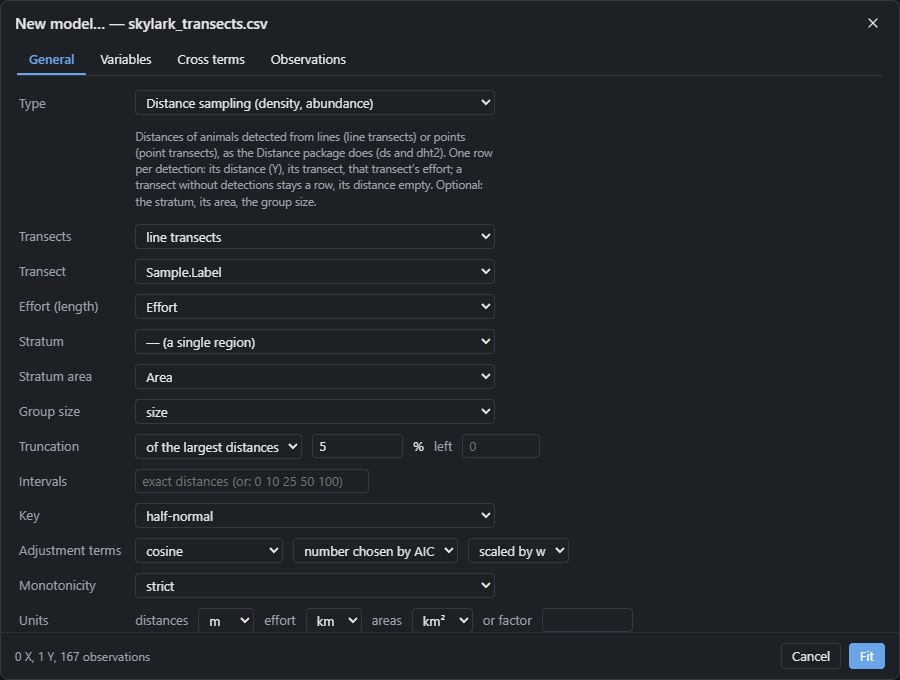 New model... — skylark_transects.csv
General Variables Cross terms Observations
Type Distance sampling (density, abundance)
Distances of animals detected from lines (line transects) or points
(point transects), as the Distance package does (ds and dht2). One row
per detection: its distance (Y), its transect, that transect's effort; a
transect without detections stays a row, its distance empty. Optional:
the stratum, its area, the group size.
Transects line transects
Transect Sample.Label
Effort (length) Effort
Stratum — (a single region)
Stratum area Area
Group size size
Truncation of the largest distances 5 % left 0
Intervals exact distances (or: 0 10 25 50 100)
Key half-normal
Adjustment terms cosine number chosen by AIC scaled by w
Monotonicity strict
Units distances m effort km areas km² or factor
0 X, 1 Y, 167 observations Cancel Fit